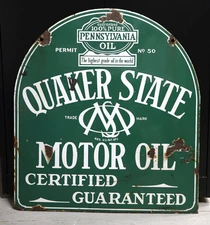 100% PURE
PENNSYLVANIA
OIL
The highest grade oil in the world
PERMIT NO 50
QUAKER STATE
TRADE MARK
MOTOR OIL
CERTIFIED
GUARANTEED